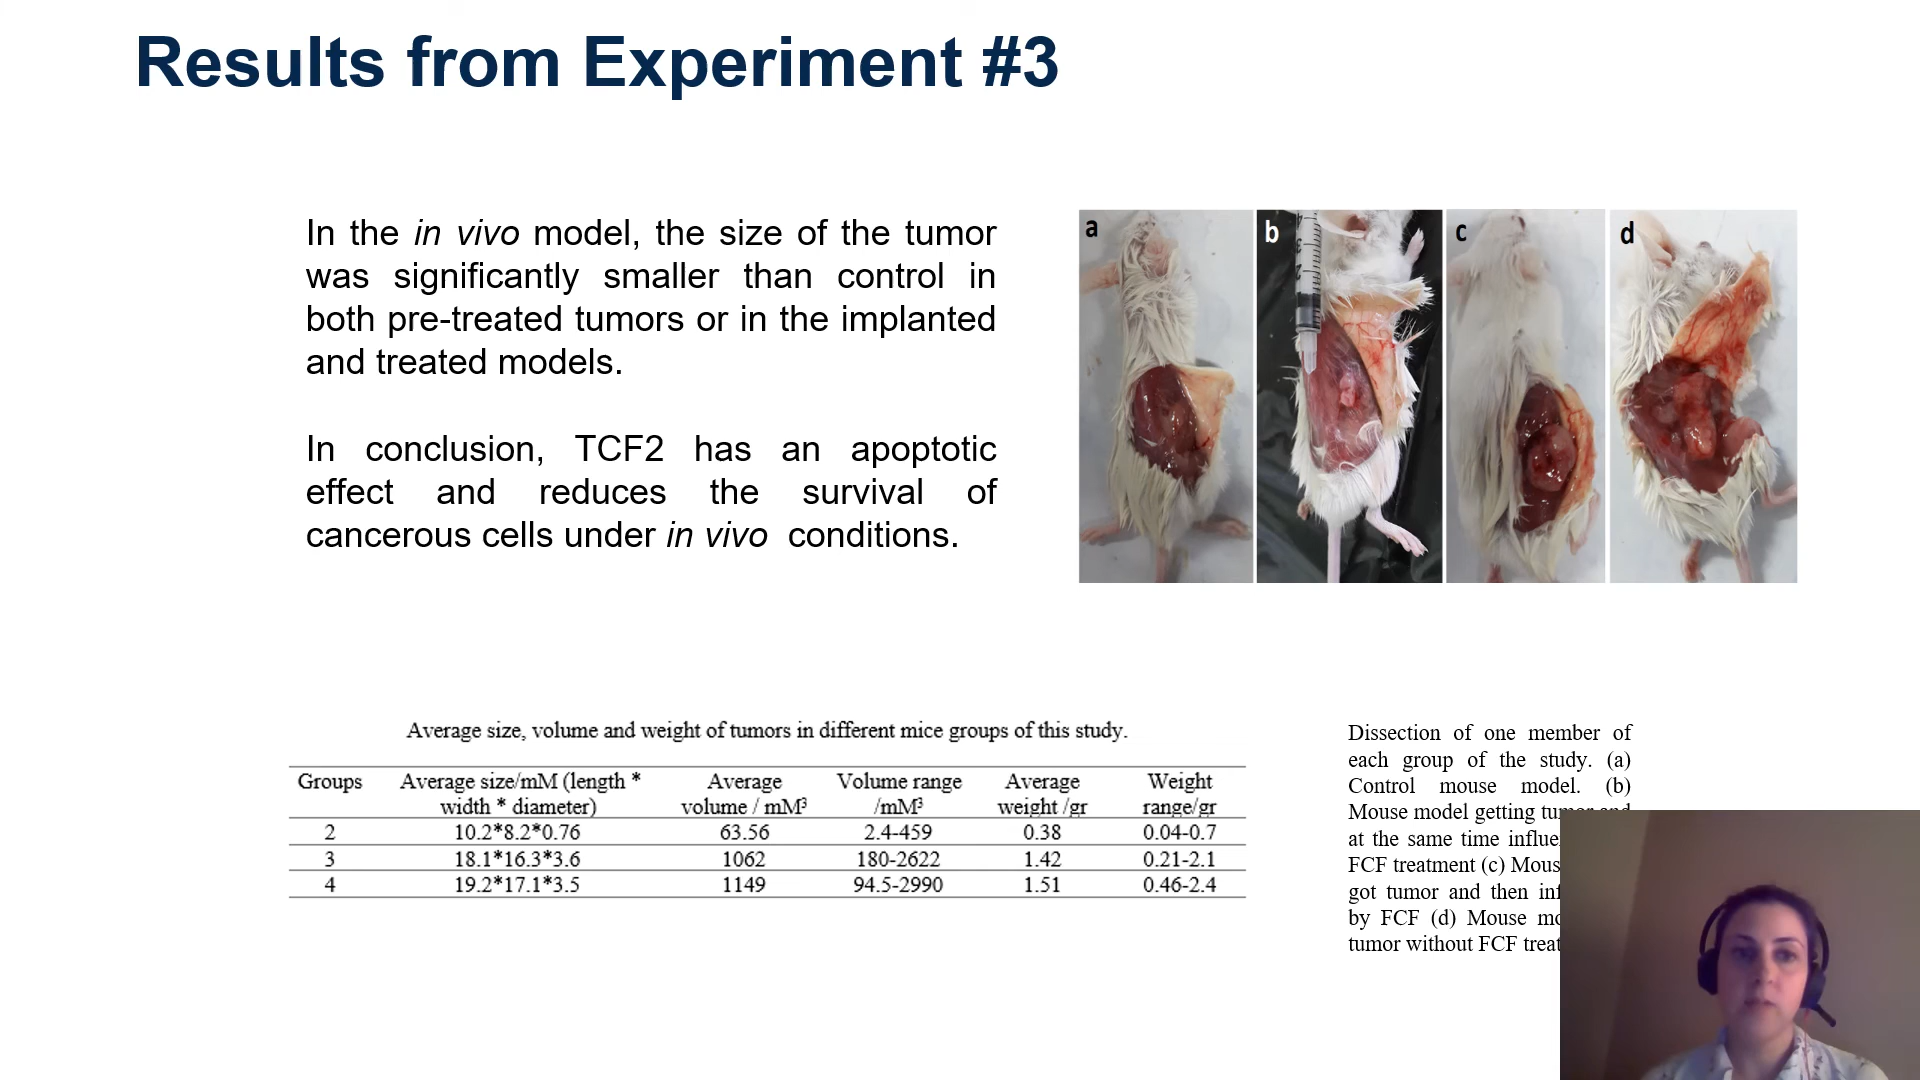 Results from Experiment #3
In the in vivo model, the size of the tumor
was significantly smaller than control in
both pre-treated tumors or in the implanted
and treated models.
In conclusion, TCF2 has an apoptotic
effect and reduces the survival of
cancerous cells under in vivo conditions.
a b c d
Average size, volume and weight of tumors in different mice groups of this study.
Groups Average size/mM (length * Average Volume range Average Weight
width * diameter) volume / mM³ /mM³ weight /gr range/gr
2 10.2*8.2*0.76 63.56 2.4-459 0.38 0.04-0.7
3 18.1*16.3*3.6 1062 180-2622 1.42 0.21-2.1
4 19.2*17.1*3.5 1149 94.5-2990 1.51 0.46-2.4
Dissection of one member of
each group of the study. (a)
Control mouse model. (b)
Mouse model getting tumor and
at the same time
FCF treatment (c)
got tumor and then
by FCF (d) Mouse
tumor without FCF